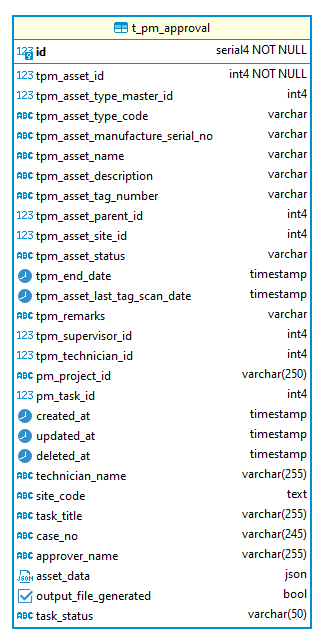 t_pm_approval
123 id serial4 NOT NULL
123 tpm_asset_id int4 NOT NULL
123 tpm_asset_type_master_id int4
ABC tpm_asset_type_code varchar
ABC tpm_asset_manufacture_serial_no varchar
ABC tpm_asset_name varchar
ABC tpm_asset_description varchar
ABC tpm_asset_tag_number varchar
123 tpm_asset_parent_id int4
123 tpm_asset_site_id int4
ABC tpm_asset_status varchar
tpm_end_date timestamp
tpm_asset_last_tag_scan_date timestamp
ABC tpm_remarks varchar
123 tpm_supervisor_id int4
123 tpm_technician_id int4
ABC pm_project_id varchar(250)
123 pm_task_id int4
created_at timestamp
updated_at timestamp
deleted_at timestamp
ABC technician_name varchar(255)
ABC site_code text
ABC task_title varchar(255)
ABC case_no varchar(245)
ABC approver_name varchar(255)
JSON asset_data json
output_file_generated bool
ABC task_status varchar(50)